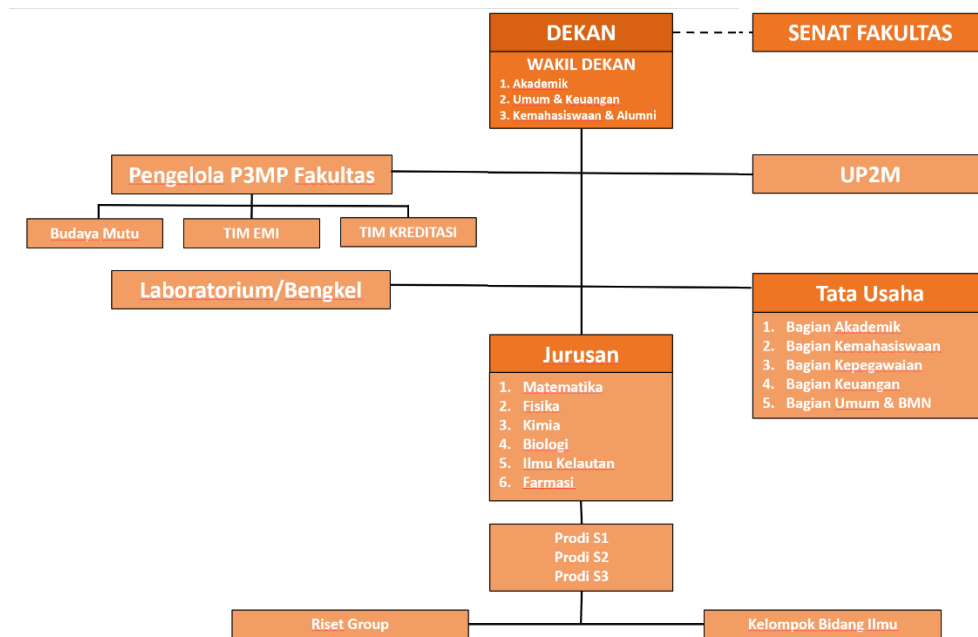 DEKAN
SENAT FAKULTAS
WAKIL DEKAN
1. Akademik
2. Umum & Keuangan
3. Kemahasiswaan & Alumni
Pengelola P3MP Fakultas
UP2M
Budaya Mutu
TIM EMI
TIM KREDITASI
Laboratorium/Bengkel
Tata Usaha
1. Bagian Akademik
2. Bagian Kemahasiswaan
3. Bagian Kepegawaian
4. Bagian Keuangan
5. Bagian Umum & BMN
Jurusan
1. Matematika
2. Fisika
3. Kimia
4. Biologi
5. Ilmu Kelautan
6. Farmasi
Prodi S1
Prodi S2
Prodi S3
Riset Group
Kelompok Bidang Ilmu